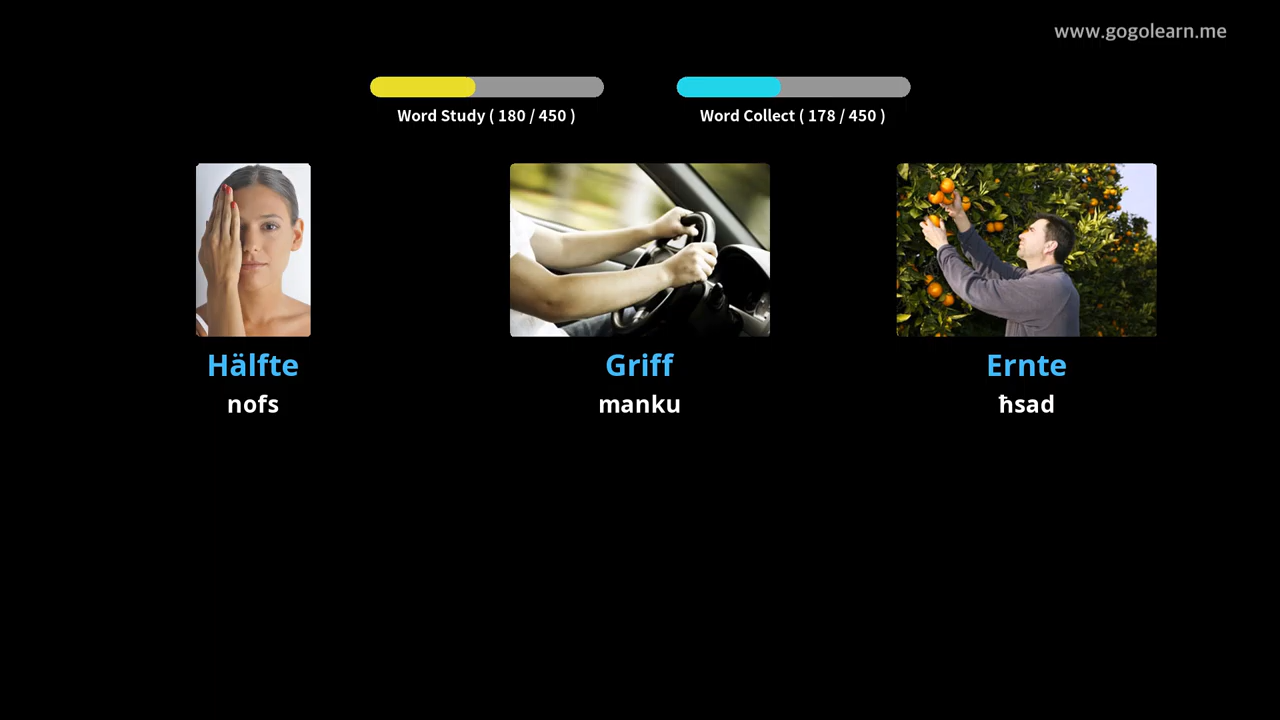 www.gogolearn.me
Word Study ( 180 / 450 )
Word Collect ( 178 / 450 )
Hälfte
nofs
Griff
manku
Ernte
ħsad